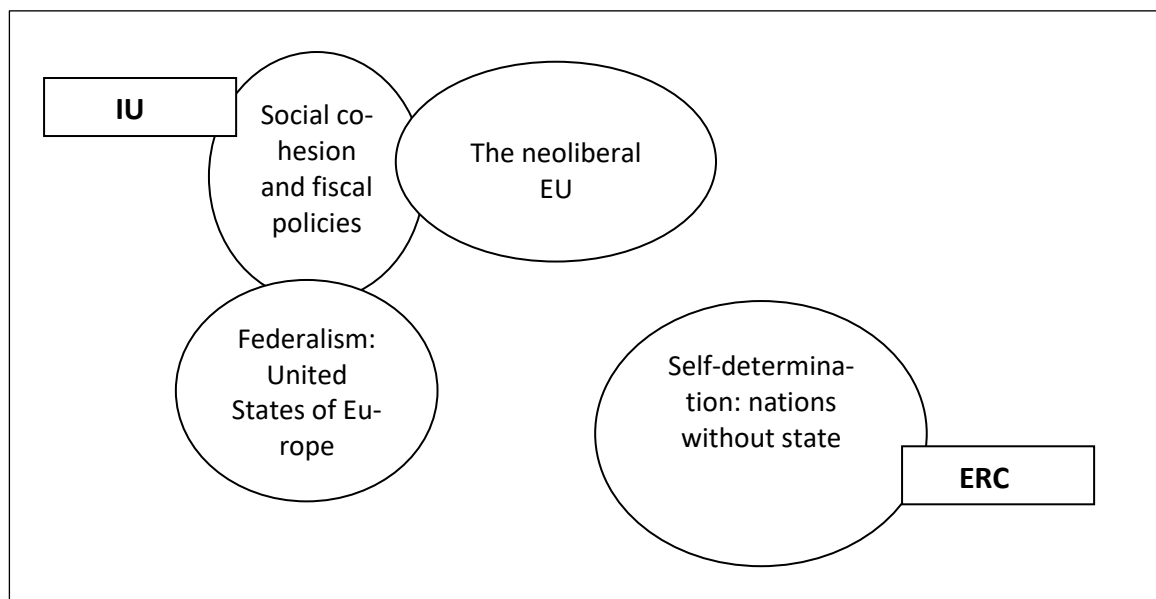 IU
Social co-
hesion
and fiscal
policies
The neoliberal
EU
Federalism:
United
States of Eu-
rope
Self-determina-
tion: nations
without state
ERC